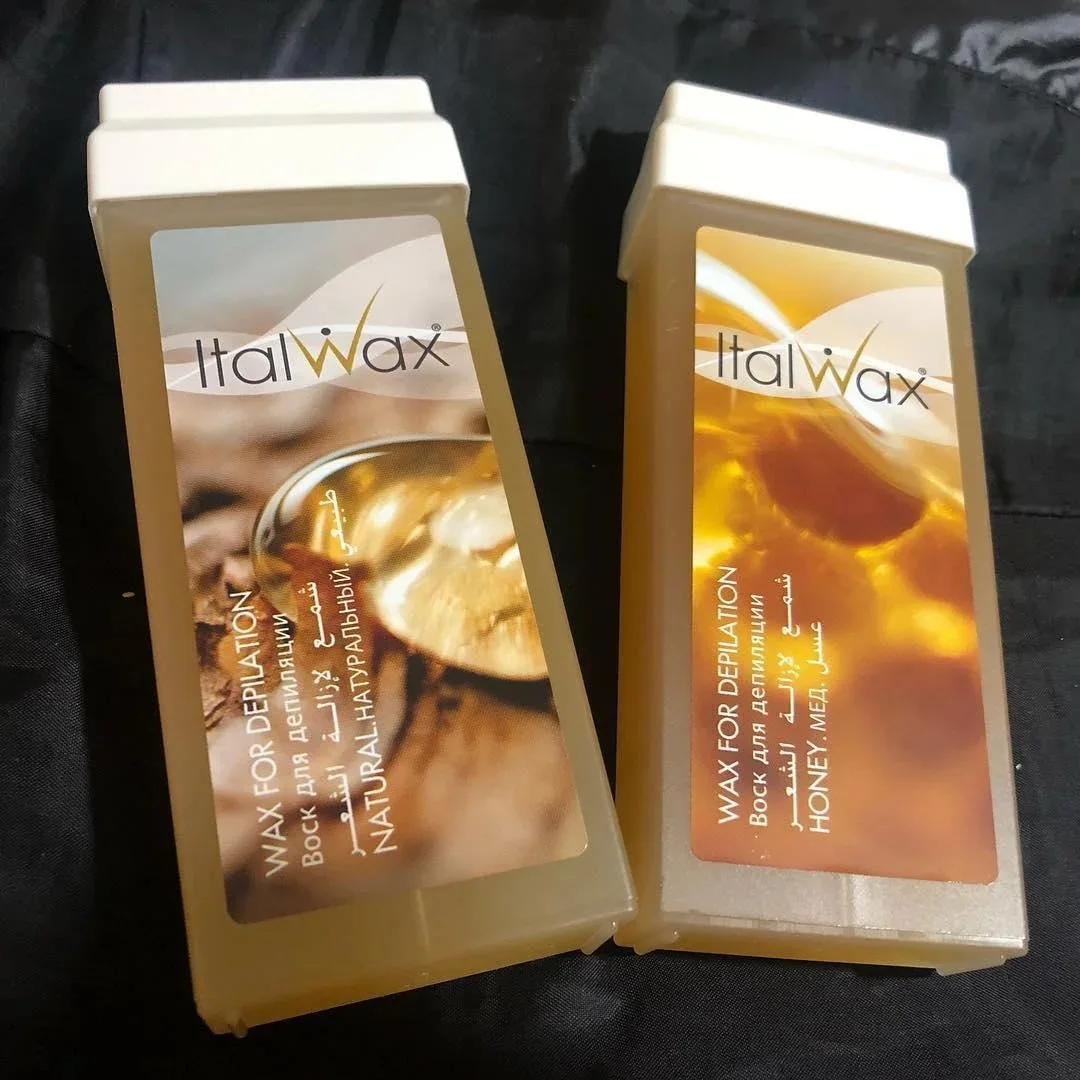 ItalWax®
WAX FOR DEPILATION
Воск для депиляции
شمع لإزالة الشعر
NATURAL.НАТУРАЛЬНЫЙ. طبيعي
ItalWax®
WAX FOR DEPILATION
Воск для депиляции
شمع لإزالة الشعر
HONEY.МЕД. عسل